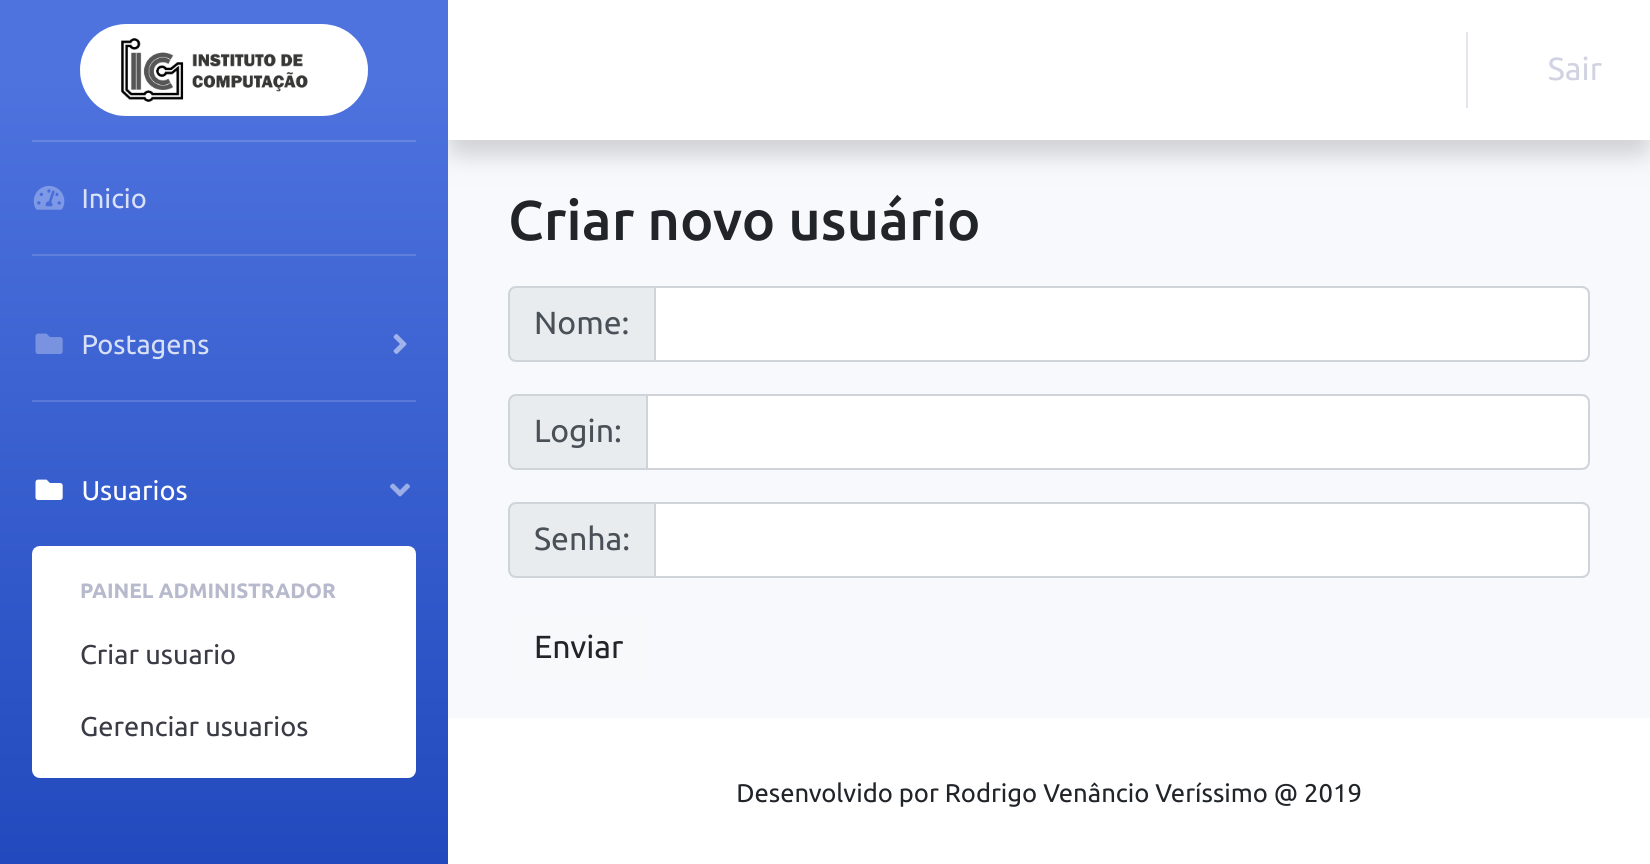 INSTITUTO DE
COMPUTAÇÃO
Inicio
Postagens
Usuarios
PAINEL ADMINISTRADOR
Criar usuario
Gerenciar usuarios
Sair
Criar novo usuário
Nome:
Login:
Senha:
Enviar
Desenvolvido por Rodrigo Venâncio Veríssimo @ 2019